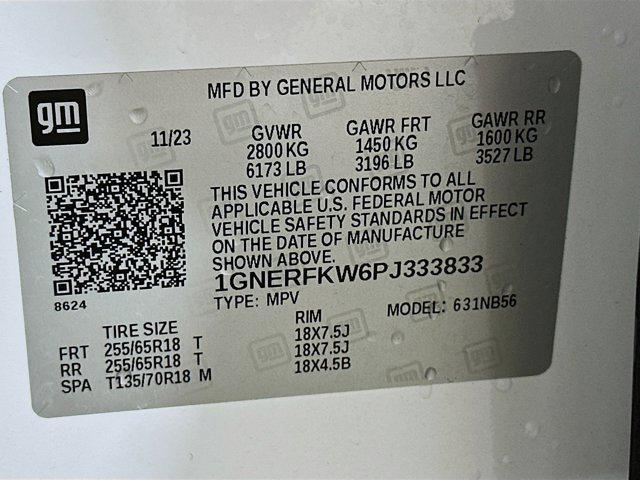 MFD BY GENERAL MOTORS LLC
gm
11/23 GVWR GAWR FRT GAWR RR
2800 KG 1450 KG 1600 KG
6173 LB 3196 LB 3527 LB
THIS VEHICLE CONFORMS TO ALL
APPLICABLE U.S. FEDERAL MOTOR
VEHICLE SAFETY STANDARDS IN EFFECT
ON THE DATE OF MANUFACTURE
SHOWN ABOVE.
1GNERFKW6PJ333833
8624
TYPE: MPV MODEL: 631NB56
TIRE SIZE RIM
FRT 255/65R18 T 18X7.5J
RR 255/65R18 T 18X7.5J
SPA T135/70R18 M 18X4.5B